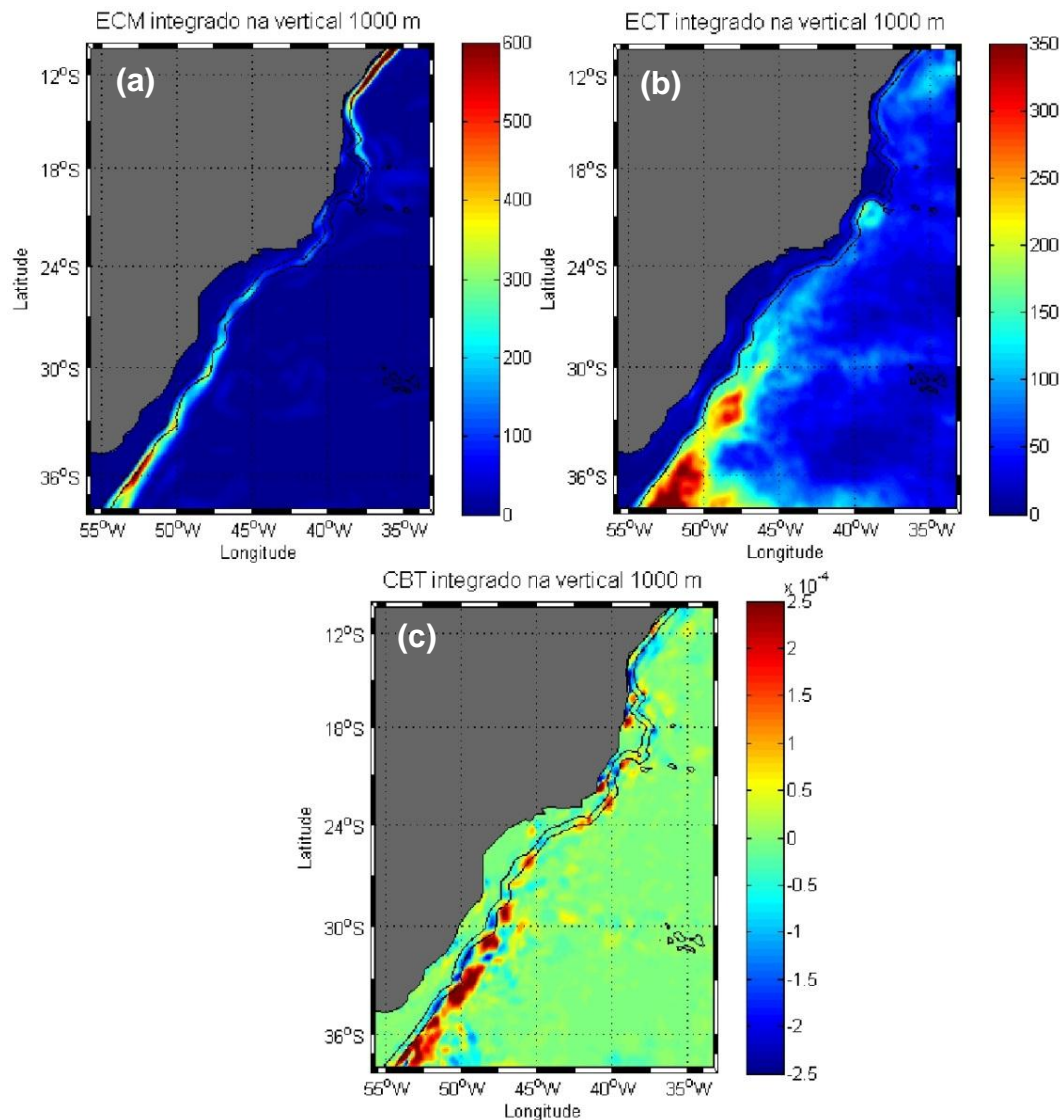 ECM integrado na vertical 1000 m
(a)
12°S
18°S
24°S
30°S
36°S
Latitude
55°W 50°W 45°W 40°W 35°W
Longitude
600
500
400
300
200
100
0
ECT integrado na vertical 1000 m
(b)
12°S
18°S
24°S
30°S
36°S
Latitude
55°W 50°W 45°W 40°W 35°W
Longitude
350
300
250
200
150
100
50
0
CBT integrado na vertical 1000 m
(c)
12°S
18°S
24°S
30°S
36°S
Latitude
55°W 50°W 45°W 40°W 35°W
Longitude
x 10⁻⁴
2.5
2
1.5
1
0.5
0
-0.5
-1
-1.5
-2
-2.5